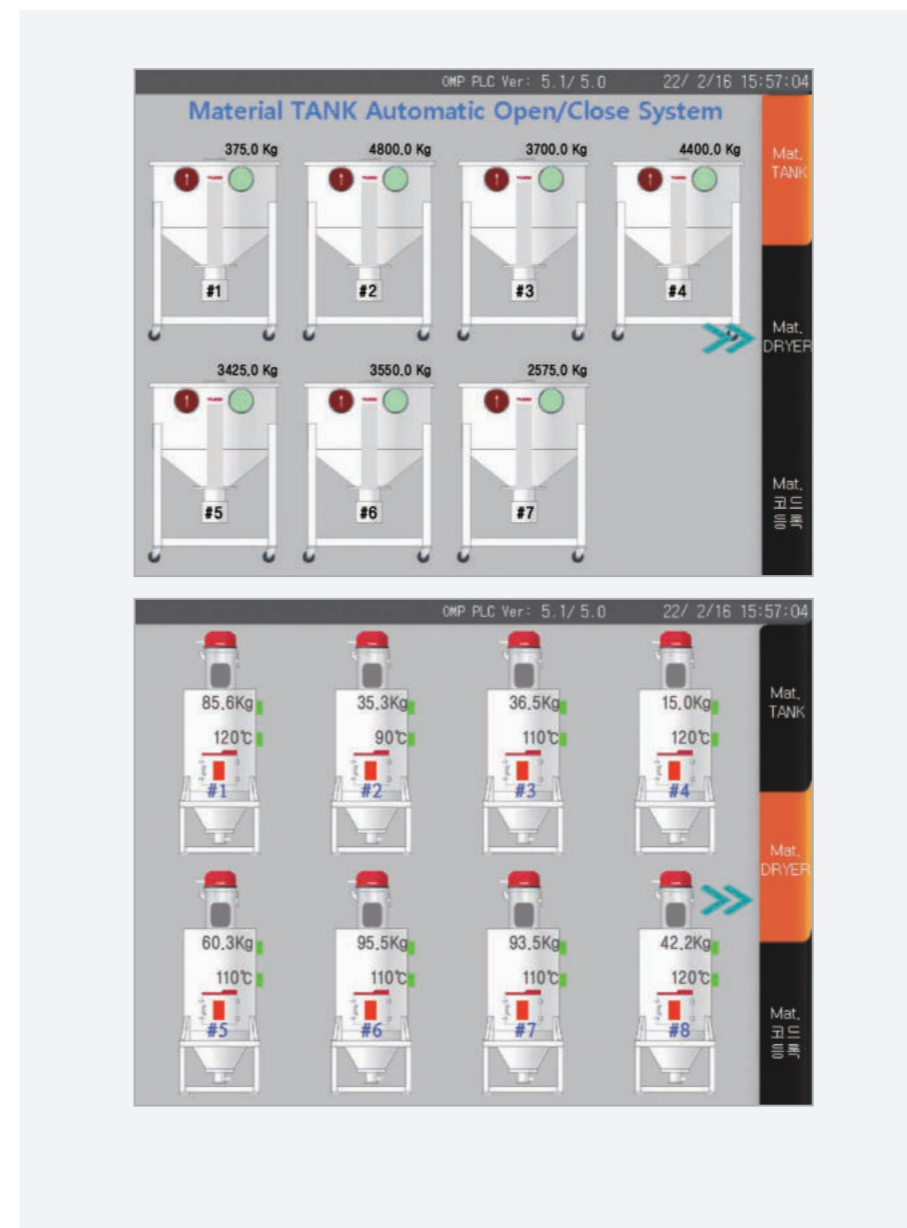 OMP PLC Ver: 5.1/ 5.0 22/ 2/16 15:57:04
Material TANK Automatic Open/Close System
375.0 Kg 4800.0 Kg 3700.0 Kg 4400.0 Kg
#1 #2 #3 #4
3425.0 Kg 3550.0 Kg 2575.0 Kg
#5 #6 #7
Mat.
TANK
Mat.
DRYER
Mat.
코드
등록
OMP PLC Ver: 5.1/ 5.0 22/ 2/16 15:57:04
85.6Kg 35.3Kg 36.5Kg 15.0Kg
120℃ 90℃ 110℃ 120℃
#1 #2 #3 #4
60.3Kg 95.5Kg 93.5Kg 42.2Kg
110℃ 110℃ 110℃ 120℃
#5 #6 #7 #8
Mat.
TANK
Mat.
DRYER
Mat.
코드
등록